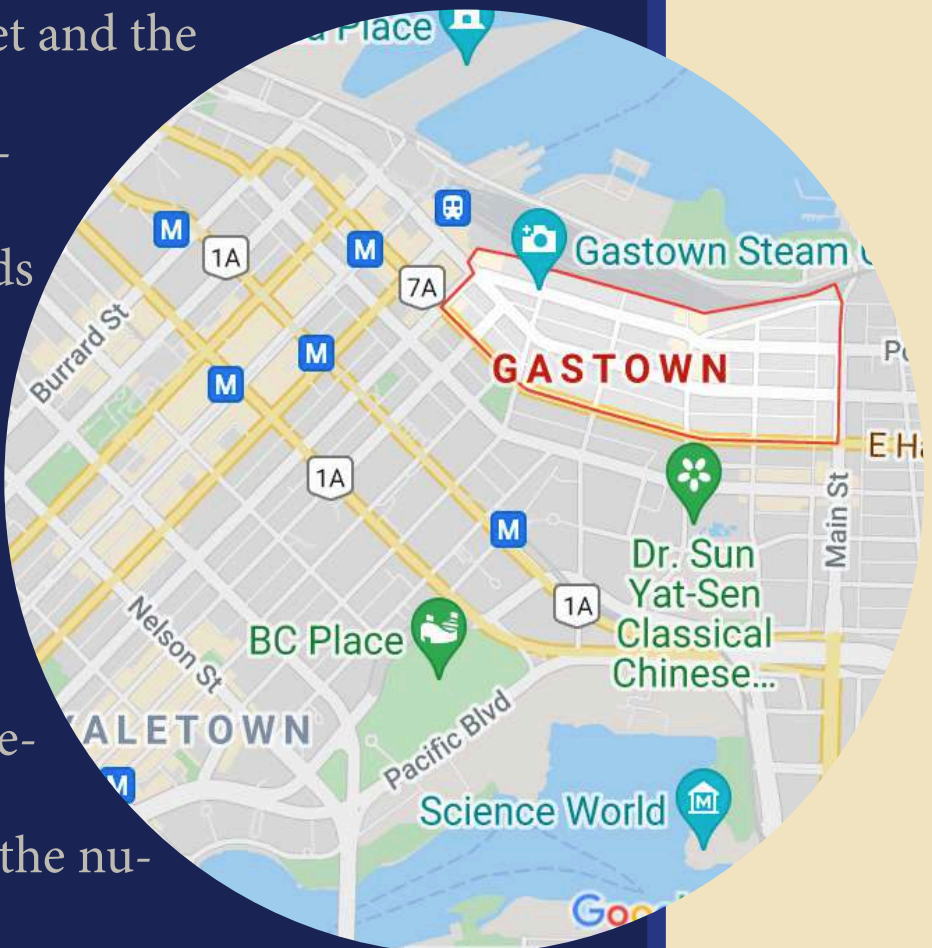 et and the
Place
-
ds
M
1A
M
7A
Gastown Steam
Burrard St
M
M
GASTOWN
1A
E Ha
Main St
M
Dr. Sun
Yat-Sen
Classical
Chinese...
1A
BC Place
Nelson St
ALETOWN
Pacific Blvd
e-
M
Science World
the nu-
Goo